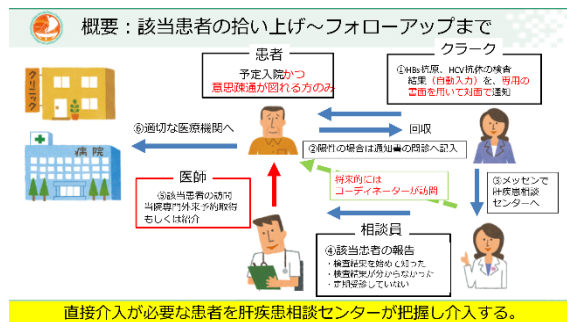 概要：該当患者の拾い上げ～フォローアップまで
患者
予定入院かつ
意思疎通が図れる方のみ
クラーク
①HBs抗原、HCV抗体の検査
結果（自動入力）を、専用の
書面を用いて対面で通知
クリニック
病院
⑥適切な医療機関へ
回収
②陽性の場合は通知書の問診へ記入
医師
⑤該当患者の訪問
当院専門外来予約取得
もしくは紹介
将来的には
コーディネーターが訪問
③メッセンで
肝疾患相談
センターへ
相談員
④該当患者の報告
・検査結果を始めて知った
・検査結果が分からなかった
・定期受診していない
直接介入が必要な患者を肝疾患相談センターが把握し介入する。